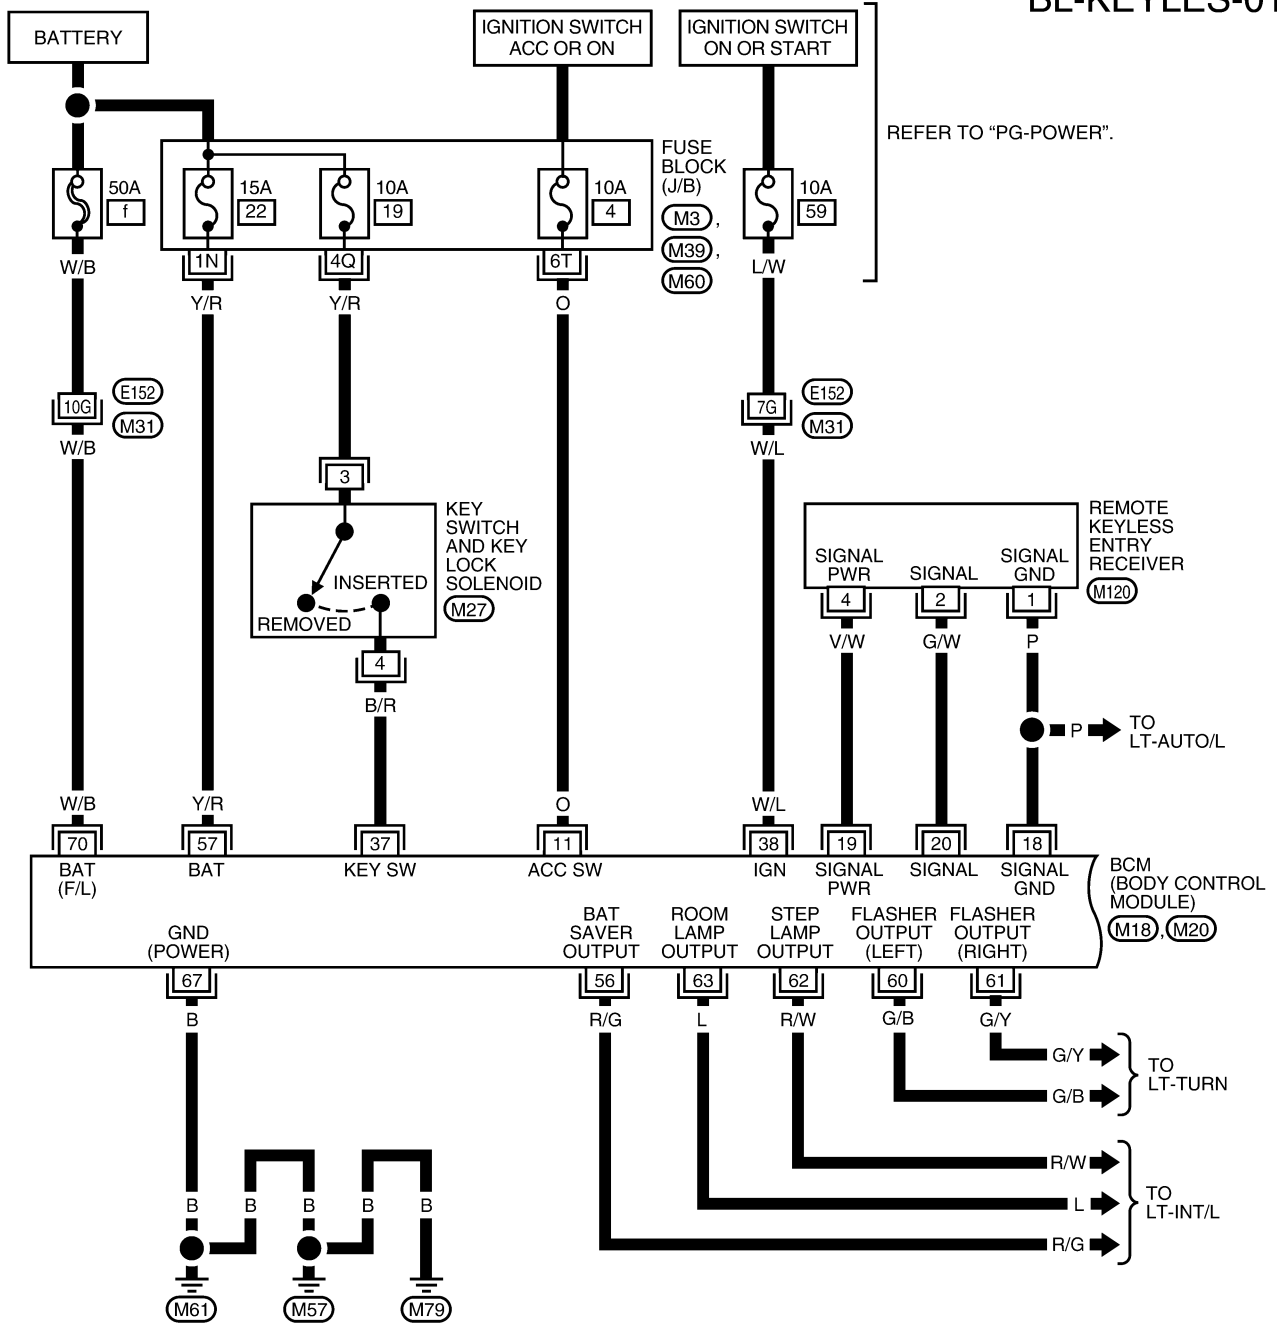 BL-KEYLES-01
BATTERY
IGNITION SWITCH
ACC OR ON
IGNITION SWITCH
ON OR START
REFER TO “PG-POWER”.
50A
f
15A
22
10A
19
10A
4
FUSE
BLOCK
(J/B)
M3 ,
M39 ,
M60
10A
59
W/B
1N
4Q
6T
L/W
Y/R
Y/R
O
10G
E152
M31
7G
E152
M31
W/B
W/L
3
KEY
SWITCH
AND KEY
LOCK
SOLENOID
M27
INSERTED
REMOVED
4
B/R
REMOTE
KEYLESS
ENTRY
RECEIVER
M120
SIGNAL
PWR
SIGNAL
SIGNAL
GND
4
2
1
V/W
G/W
P
P
TO
LT-AUTO/L
W/B
Y/R
O
W/L
70
57
37
11
38
19
20
18
BAT
(F/L)
BAT
KEY SW
ACC SW
IGN
SIGNAL
PWR
SIGNAL
SIGNAL
GND
BCM
(BODY CONTROL
MODULE)
M18 , M20
GND
(POWER)
BAT
SAVER
OUTPUT
ROOM
LAMP
OUTPUT
STEP
LAMP
OUTPUT
FLASHER
OUTPUT
(LEFT)
FLASHER
OUTPUT
(RIGHT)
67
56
63
62
60
61
B
R/G
L
R/W
G/B
G/Y
G/Y
G/B
TO
LT-TURN
R/W
L
R/G
TO
LT-INT/L
B
B
B
B
B
M61
M57
M79